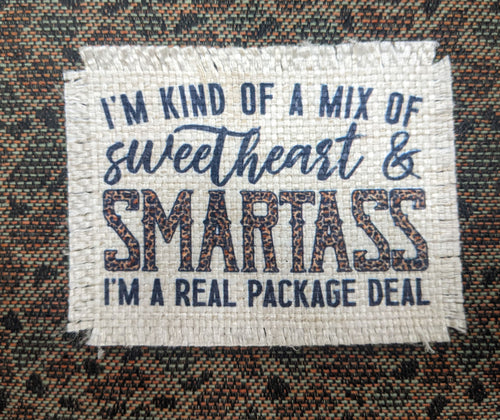 I'M KIND OF A MIX OF
sweetheart &
SMARTASS
I'M A REAL PACKAGE DEAL